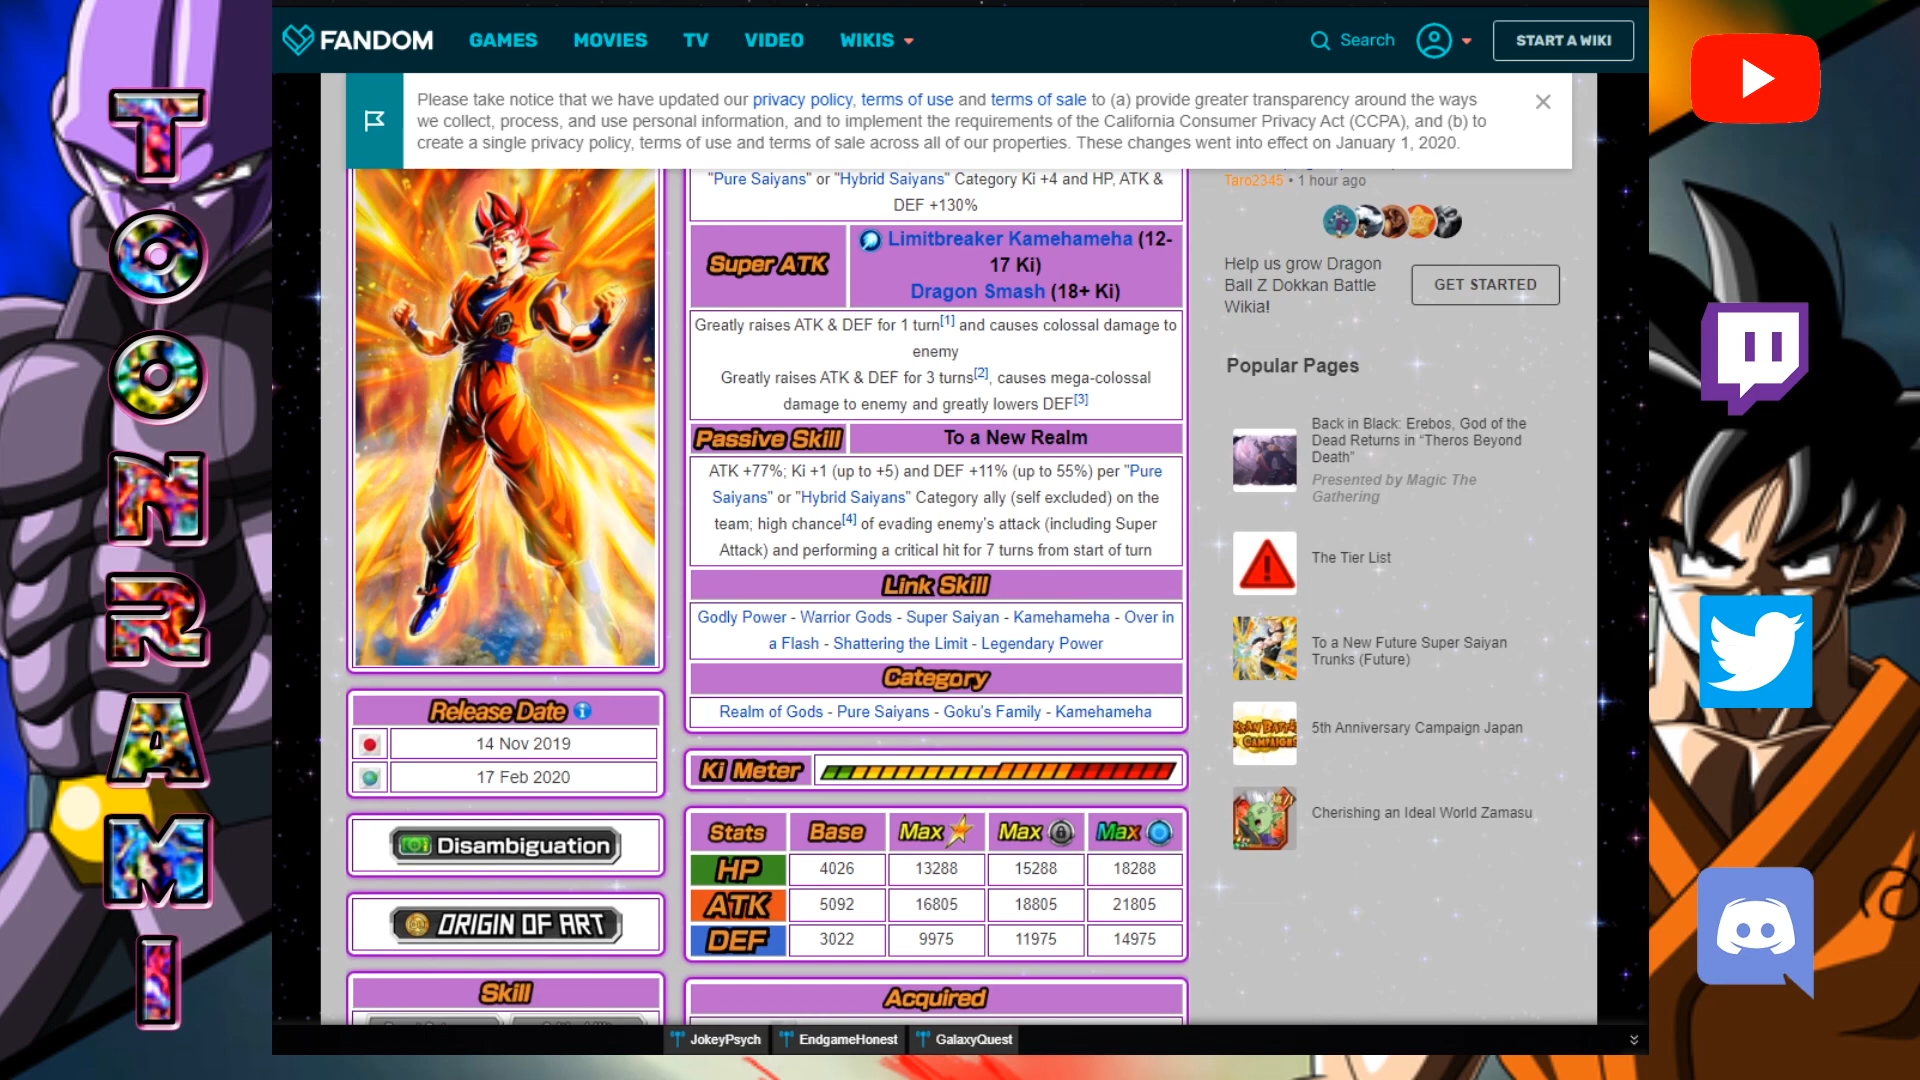 TOONRAMI
FANDOM
GAMES
MOVIES
TV
VIDEO
WIKIS
Search
START A WIKI
Please take notice that we have updated our privacy policy, terms of use and terms of sale to (a) provide greater transparency around the ways
we collect, process, and use personal information, and to implement the requirements of the California Consumer Privacy Act (CCPA), and (b) to
create a single privacy policy, terms of use and terms of sale across all of our properties. These changes went into effect on January 1, 2020.
"Pure Saiyans" or "Hybrid Saiyans" Category Ki +4 and HP, ATK &
DEF +130%
Super ATK
Limitbreaker Kamehameha (12-
17 Ki)
Dragon Smash (18+ Ki)
Greatly raises ATK & DEF for 1 turn[1] and causes colossal damage to
enemy
Greatly raises ATK & DEF for 3 turns[2], causes mega-colossal
damage to enemy and greatly lowers DEF[3]
Passive Skill
To a New Realm
ATK +77%; Ki +1 (up to +5) and DEF +11% (up to 55%) per "Pure
Saiyans" or "Hybrid Saiyans" Category ally (self excluded) on the
team; high chance[4] of evading enemy's attack (including Super
Attack) and performing a critical hit for 7 turns from start of turn
Link Skill
Godly Power - Warrior Gods - Super Saiyan - Kamehameha - Over in
a Flash - Shattering the Limit - Legendary Power
Category
Realm of Gods - Pure Saiyans - Goku's Family - Kamehameha
Release Date
14 Nov 2019
17 Feb 2020
Disambiguation
ORIGIN OF ART
Skill
Ki Meter
Stats Base Max Max Max
HP 4026 13288 15288 18288
ATK 5092 16805 18805 21805
DEF 3022 9975 11975 14975
Acquired
Taro2345 • 1 hour ago
Help us grow Dragon
Ball Z Dokkan Battle
Wikia!
GET STARTED
Popular Pages
Back in Black: Erebos, God of the
Dead Returns in “Theros Beyond
Death”
Presented by Magic The
Gathering
The Tier List
To a New Future Super Saiyan
Trunks (Future)
5th Anniversary Campaign Japan
Cherishing an Ideal World Zamasu
JokeyPsych
EndgameHonest
GalaxyQuest